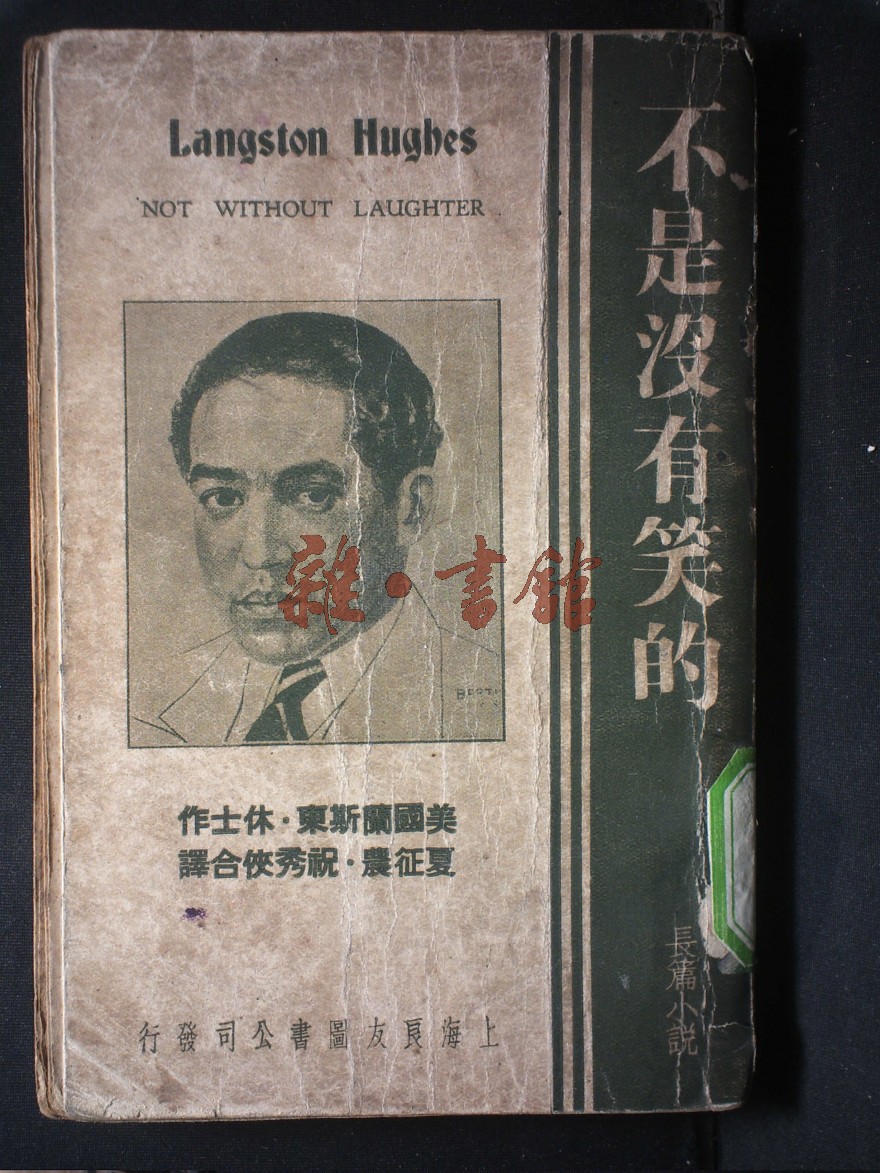 Langston Hughes
NOT WITHOUT LAUGHTER
不是沒有笑的
雜·書館
美國蘭斯東·休士作
夏征農·祝秀俠合譯
長篇小説
上海良友圖書公司發行